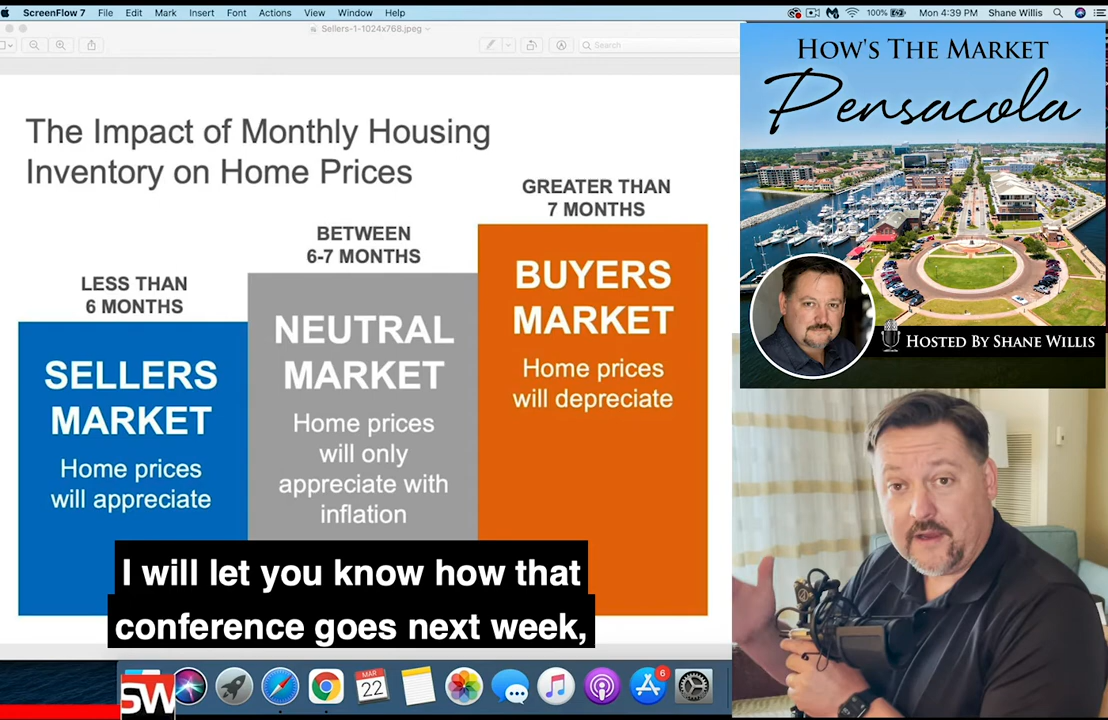 ScreenFlow 7 File Edit Mark Insert Font Actions View Window Help
100% Mon 4:39 PM Shane Willis
Sellers-1-1024x768.jpeg
Search
The Impact of Monthly Housing
Inventory on Home Prices
LESS THAN
6 MONTHS
SELLERS
MARKET
Home prices
will appreciate
BETWEEN
6-7 MONTHS
NEUTRAL
MARKET
Home prices
will only
appreciate with
inflation
GREATER THAN
7 MONTHS
BUYERS
MARKET
Home prices
will depreciate
HOW'S THE MARKET
Pensacola
HOSTED BY SHANE WILLIS
I will let you know how that
conference goes next week,
SW
MAR
22
6